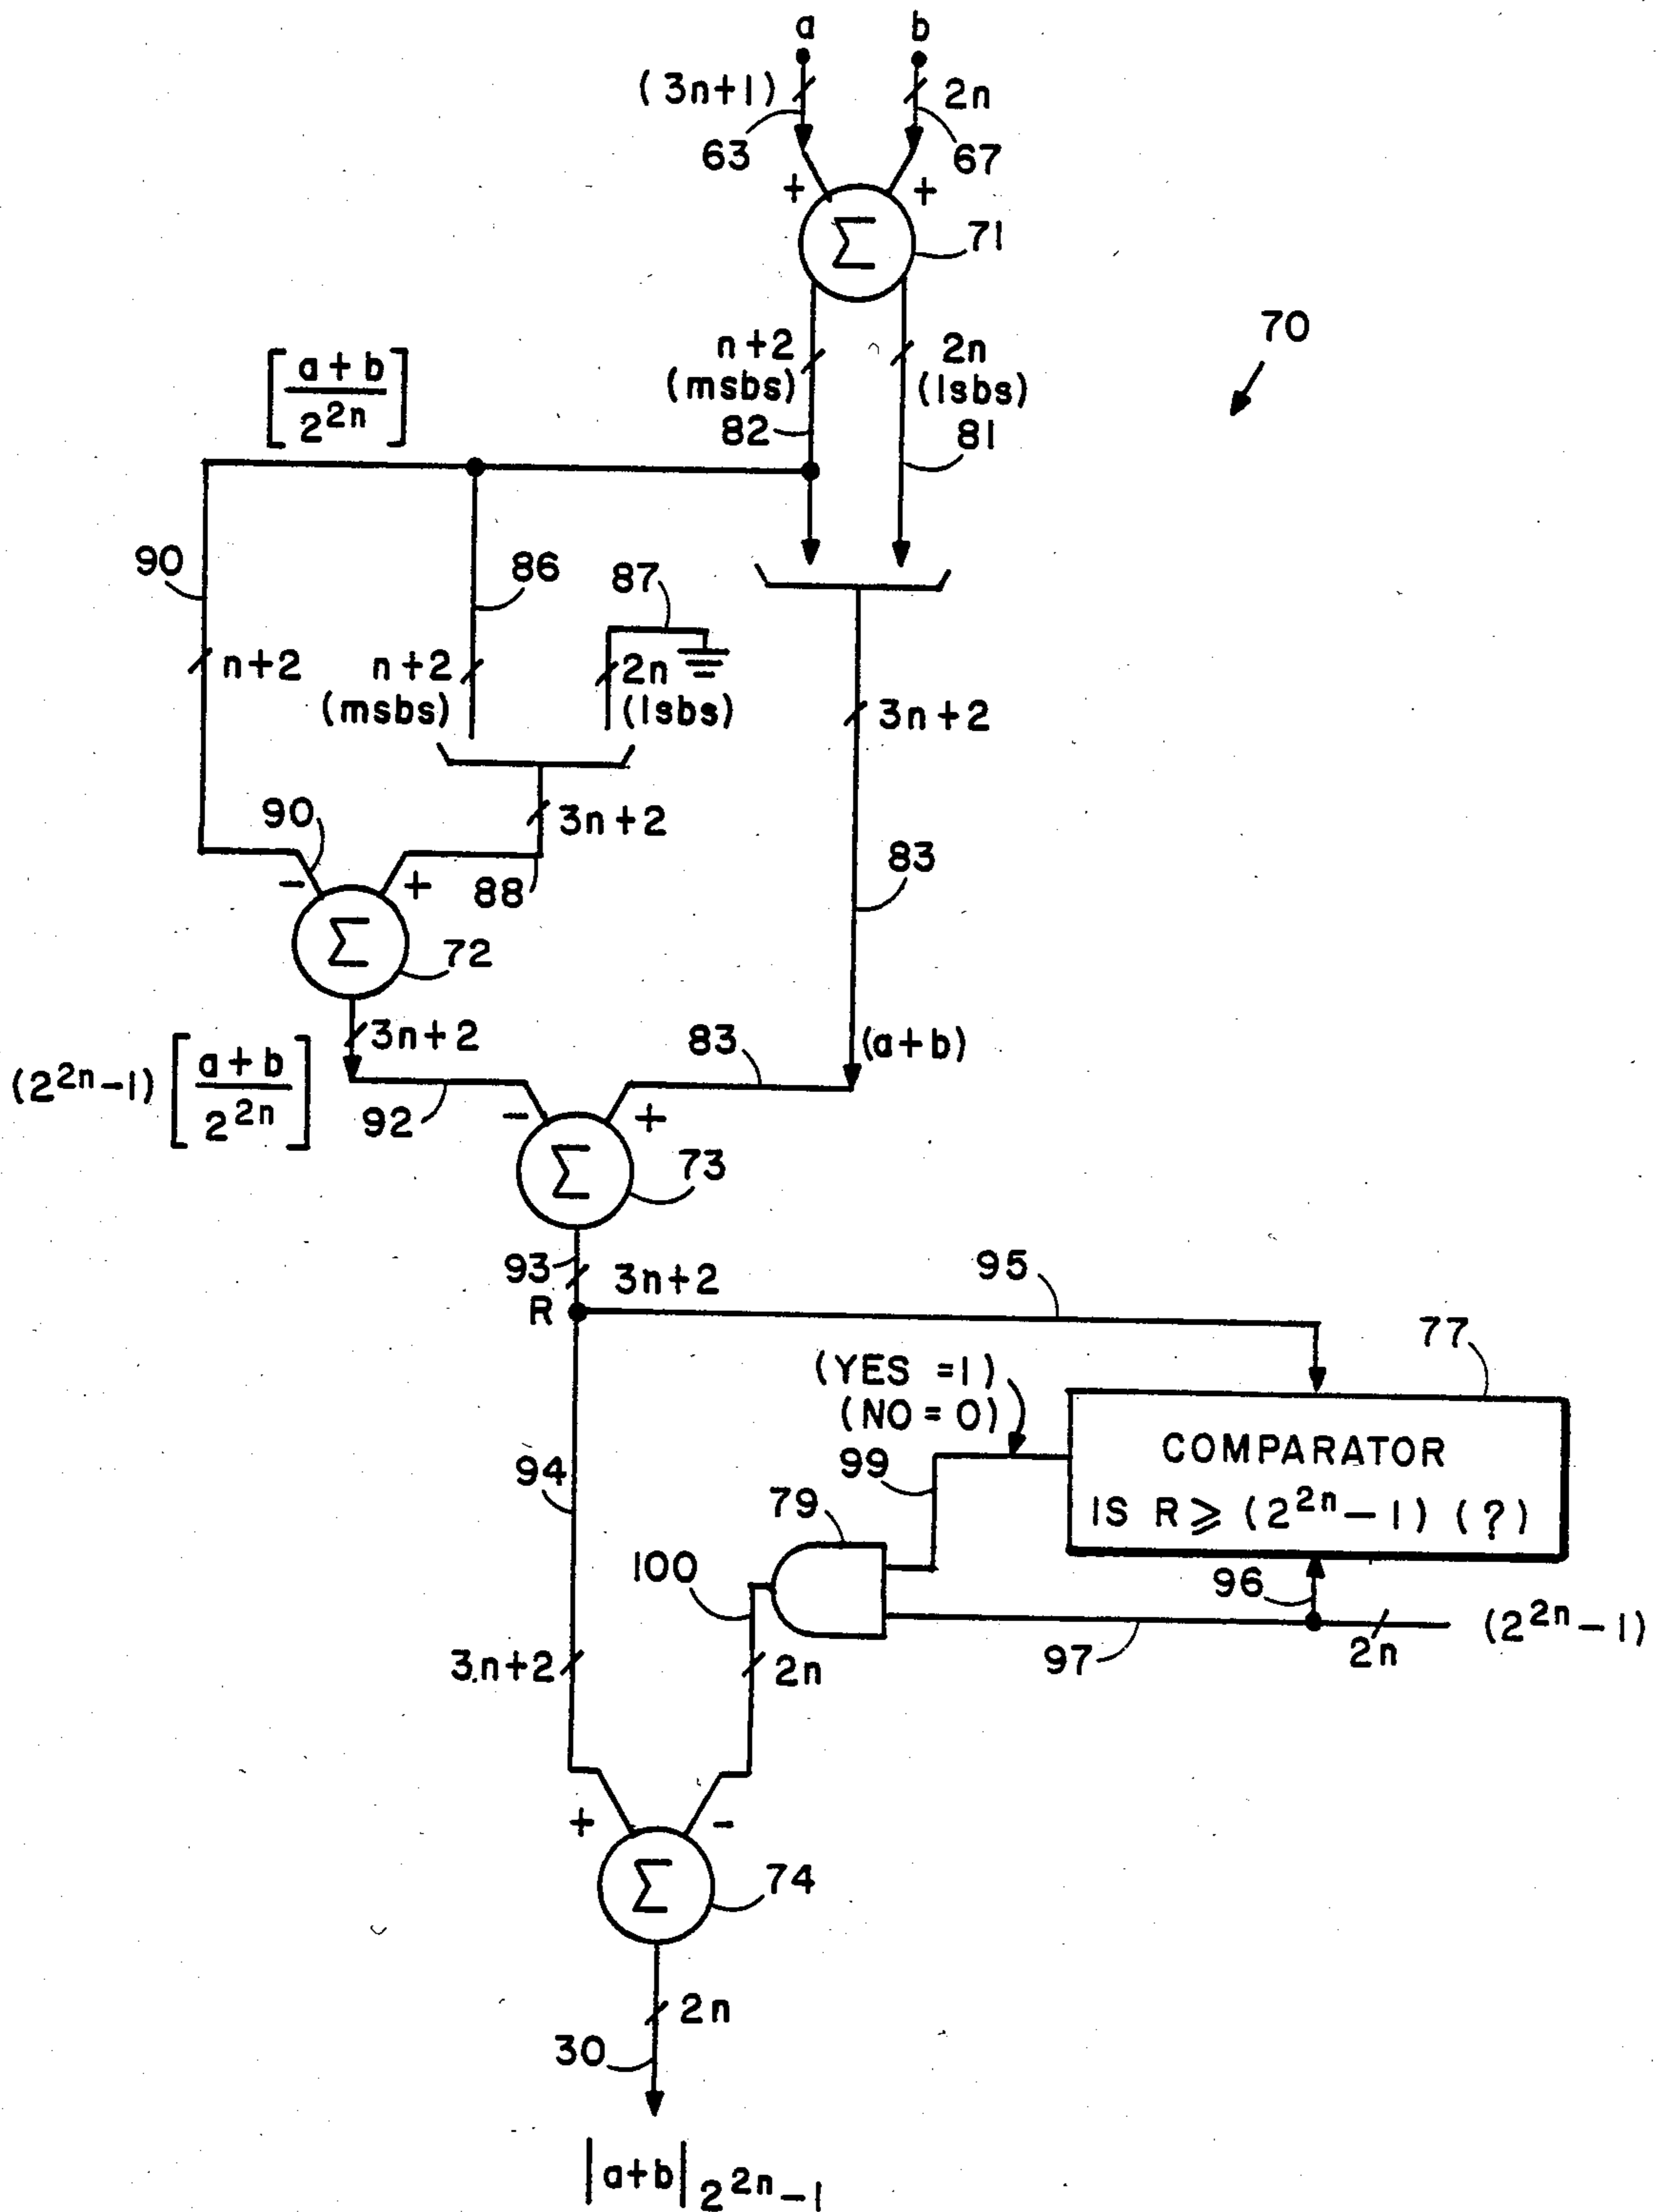 a b
(3n+1) 2n
63 67
+ +
Σ 71
70
n+2 2n
(msbs) (lsbs)
82 81
[a+b / 2^2n]
90 86 87
n+2 n+2 2n
(msbs) (lsbs)
3n+2
90 3n+2
- + 88 83
Σ 72
3n+2 83 (a+b)
(2^2n-1) [a+b / 2^2n]
92 - +
Σ 73
93 3n+2 95
R
77
(YES =1)
(NO = 0)
COMPARATOR
IS R ⩾ (2^2n - 1) (?)
94 99
79
100 96
(2^2n - 1)
97 2n
3n+2 2n
+ -
Σ 74
2n
30
|a+b| 2^2n - 1